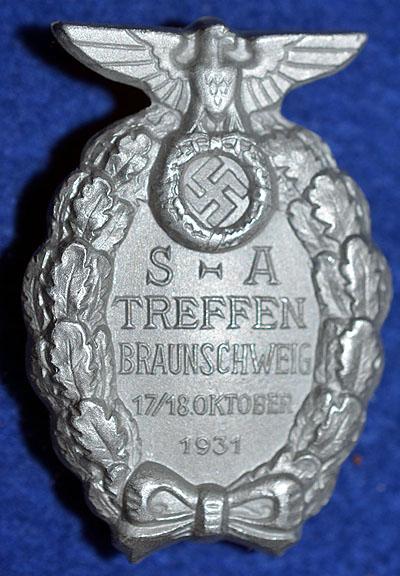 S-A
TREFFEN
BRAUNSCHWEIG
17/18.OKTOBER
1931